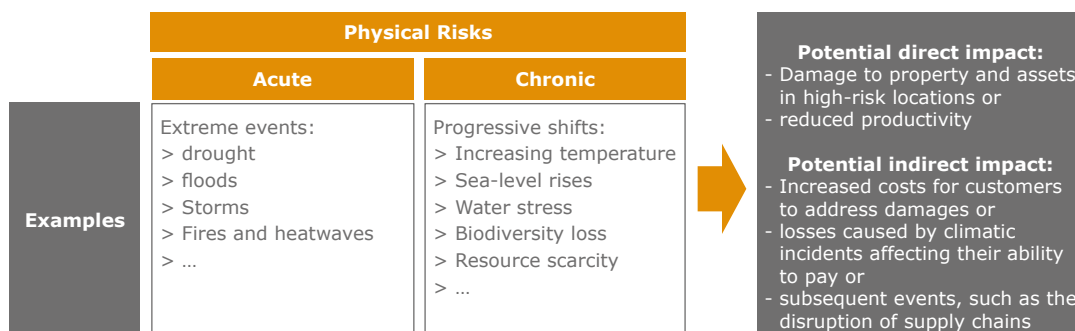 Physical Risks
Acute
Chronic
Examples
Extreme events:
> drought
> floods
> Storms
> Fires and heatwaves
> ...
Progressive shifts:
> Increasing temperature
> Sea-level rises
> Water stress
> Biodiversity loss
> Resource scarcity
> ...
Potential direct impact:
- Damage to property and assets
in high-risk locations or
- reduced productivity
Potential indirect impact:
- Increased costs for customers
to address damages or
- losses caused by climatic
incidents affecting their ability
to pay or
- subsequent events, such as the
disruption of supply chains